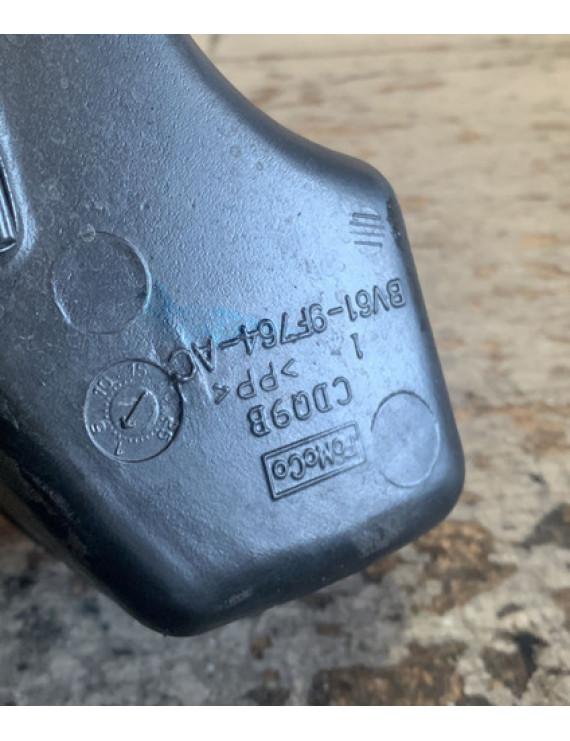 BV61-9F764-AC
1
>PP<
CDQ9B
FoMoCo